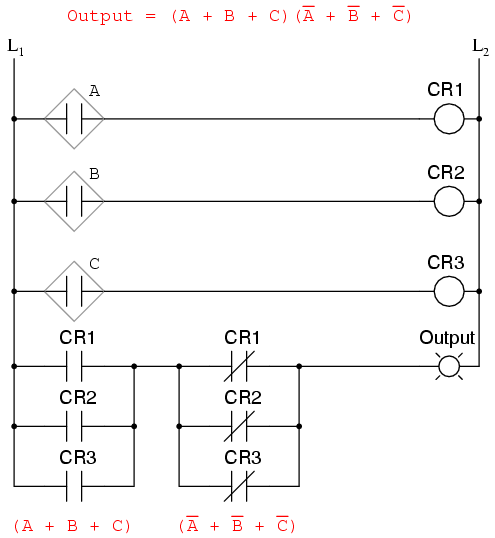 Output = (A + B + C)(A̅ + B̅ + C̅)
L1 L2
A CR1
B CR2
C CR3
CR1 CR1 Output
CR2 CR2
CR3 CR3
(A + B + C) (A̅ + B̅ + C̅)